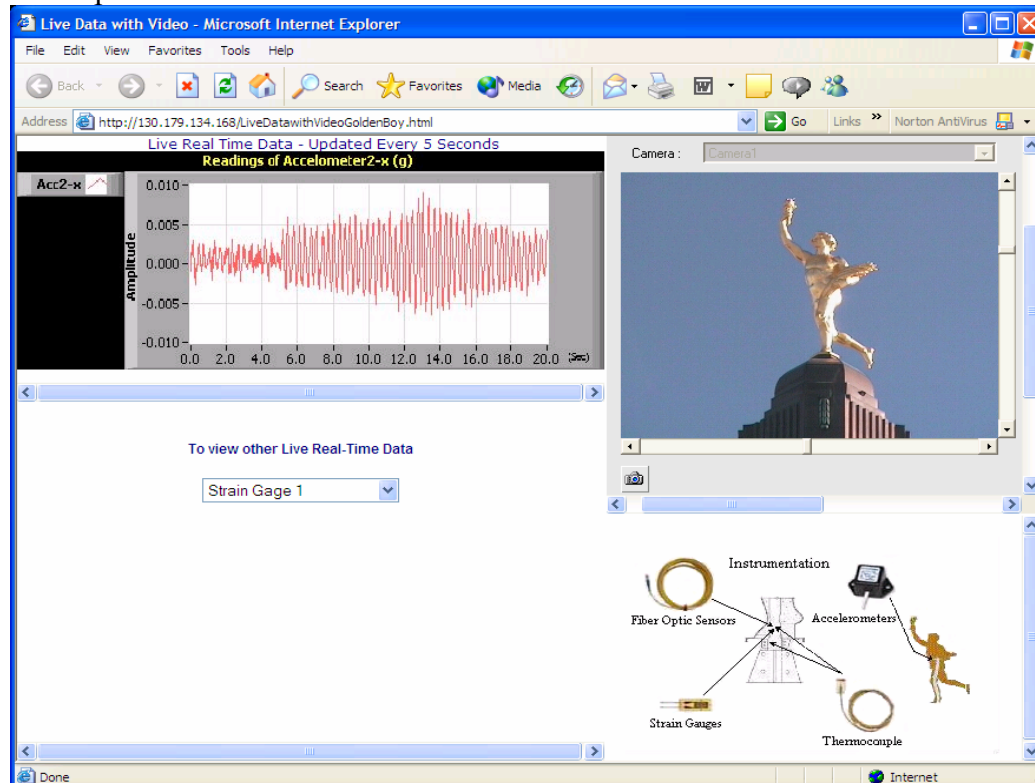 Live Data with Video - Microsoft Internet Explorer
File Edit View Favorites Tools Help
Back Search Favorites Media
Address http://130.179.134.168/LiveDatawithVideoGoldenBoy.html Go Links » Norton AntiVirus
Live Real Time Data - Updated Every 5 Seconds
Readings of Accelometer2-x (g)
Acc2-x
Amplitude
0.010
0.005
0.000
-0.005
-0.010
0.0 2.0 4.0 6.0 8.0 10.0 12.0 14.0 16.0 18.0 20.0 (Sec)
To view other Live Real-Time Data
Strain Gage 1
Camera :
Camera1
Instrumentation
Fiber Optic Sensors
Accelerometers
Strain Gauges
Thermocouple
Done
Internet